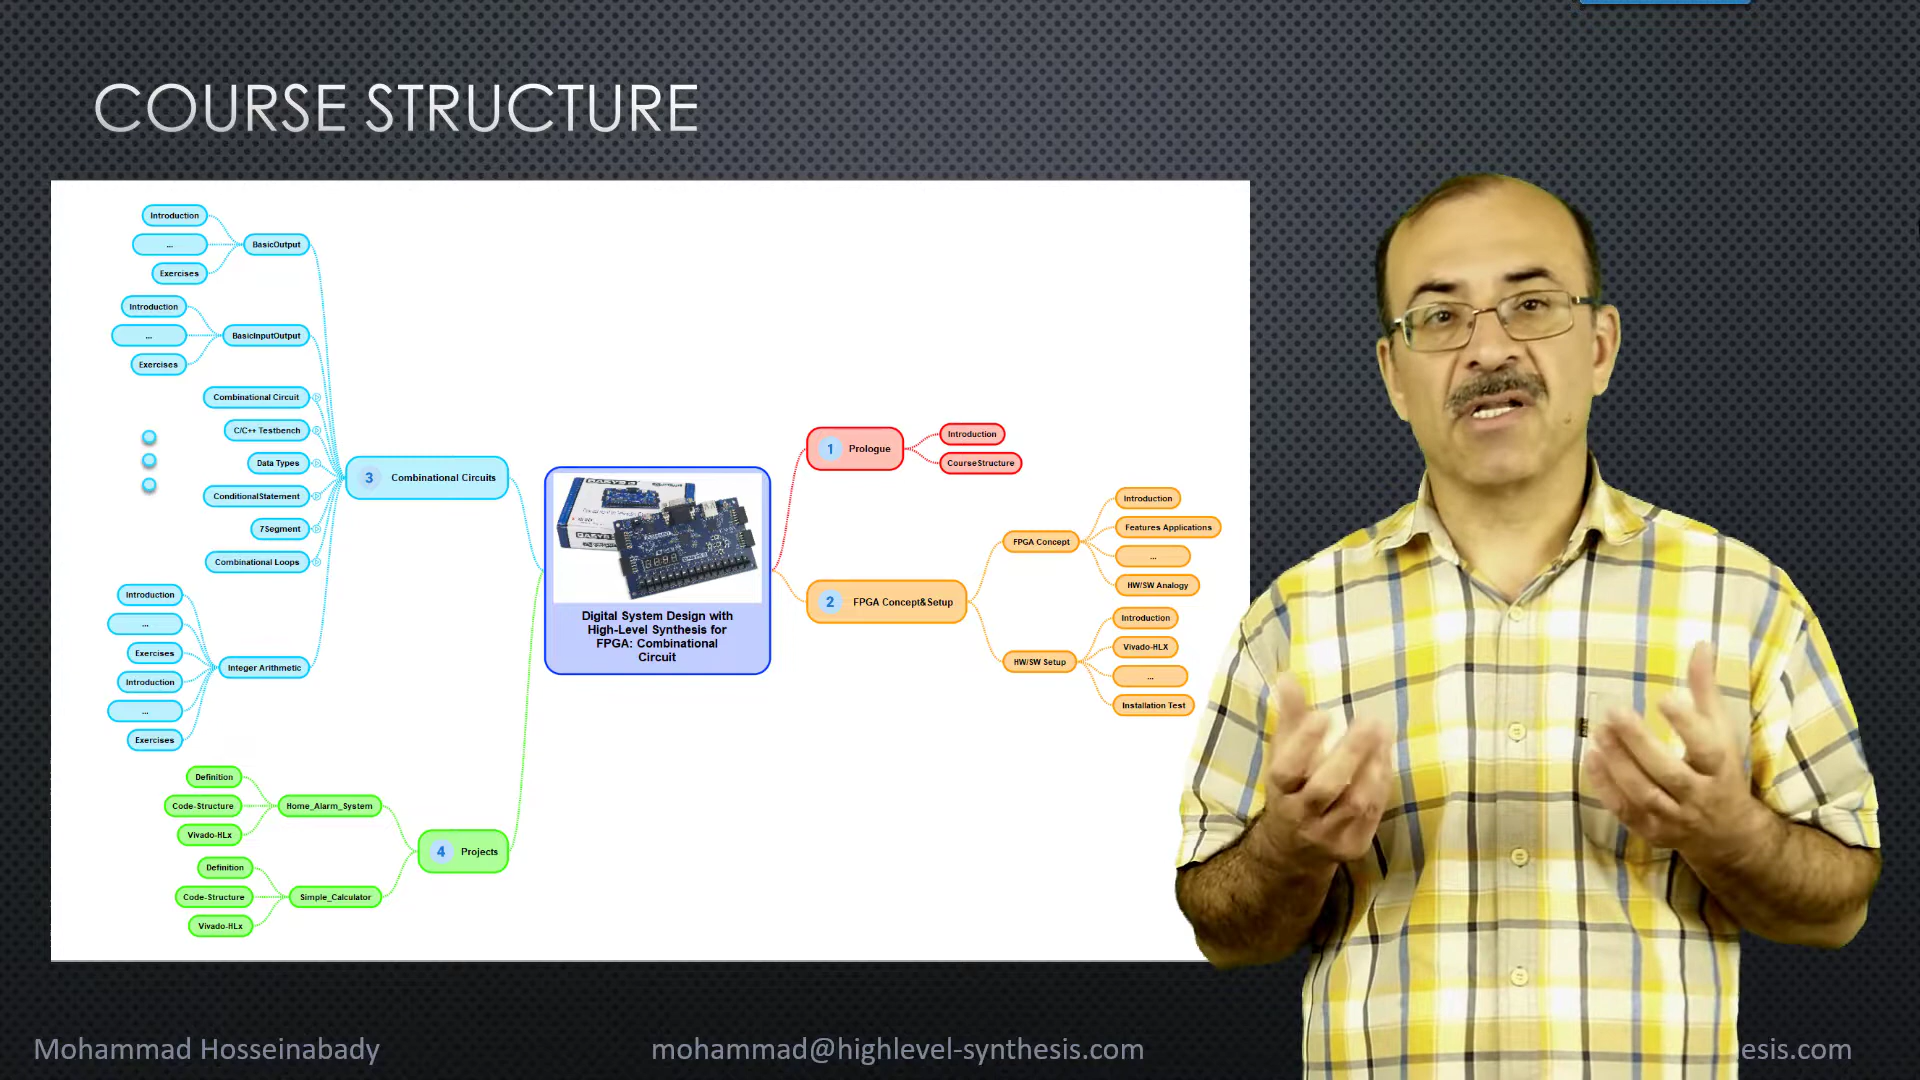 COURSE STRUCTURE
Introduction
...
Exercises
BasicOutput
Introduction
...
Exercises
BasicInputOutput
Combinational Circuit
C/C++ Testbench
Data Types
ConditionalStatement
7Segment
Combinational Loops
Introduction
...
Exercises
Introduction
...
Exercises
Integer Arithmetic
3 Combinational Circuits
Definition
Code-Structure
Vivado-HLx
Home_Alarm_System
Definition
Code-Structure
Vivado-HLx
Simple_Calculator
4 Projects
BASYS 3
Digital System Design with
High-Level Synthesis for
FPGA: Combinational
Circuit
1 Prologue
Introduction
CourseStructure
2 FPGA Concept&Setup
FPGA Concept
Introduction
Features Applications
...
HW/SW Analogy
HW/SW Setup
Introduction
Vivado-HLX
...
Installation Test
Mohammad Hosseinabady
mohammad@highlevel-synthesis.com
esis.com